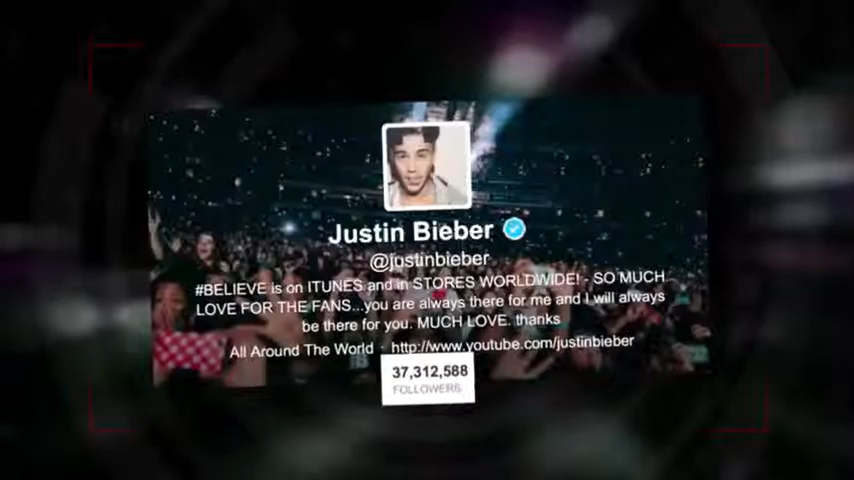 Justin Bieber
@justinbieber
#BELIEVE is on ITUNES and in STORES WORLDWIDE! - SO MUCH
LOVE FOR THE FANS...you are always there for me and I will always
be there for you. MUCH LOVE. thanks
All Around The World · http://www.youtube.com/justinbieber
37,312,588
FOLLOWERS